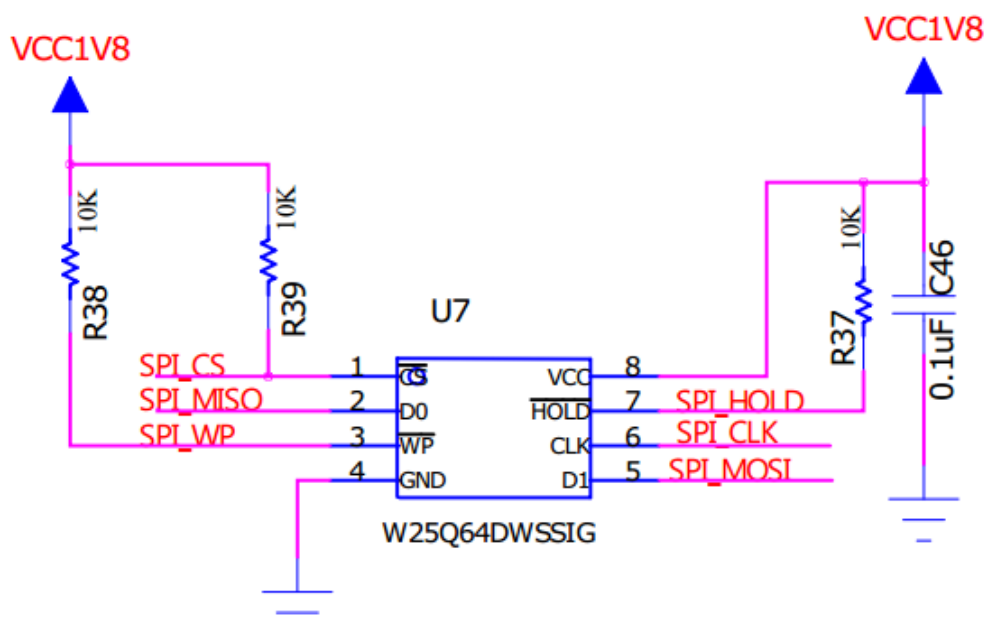 VCC1V8
VCC1V8
10K
R38
10K
R39
10K
R37
C46
0.1uF
U7
SPI_CS
1
CS
VCC
8
SPI_MISO
2
D0
HOLD
7
SPI_HOLD
SPI_WP
3
WP
CLK
6
SPI_CLK
4
GND
D1
5
SPI_MOSI
W25Q64DWSSIG